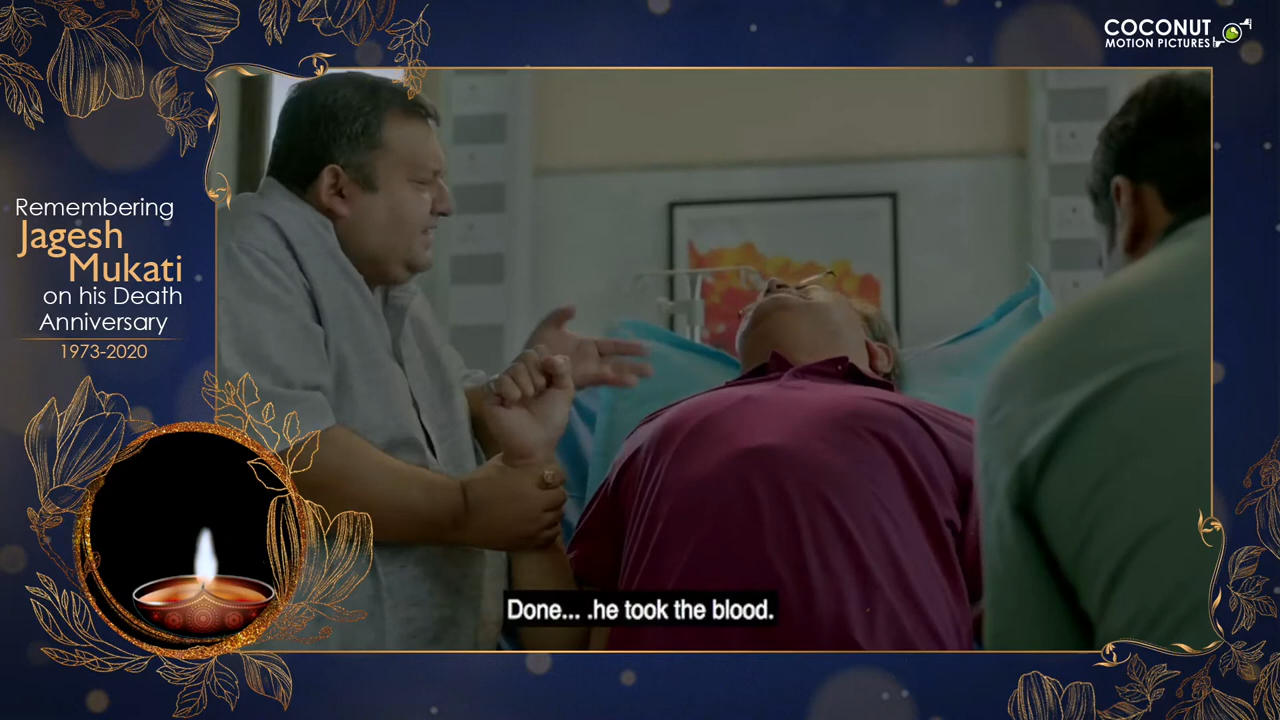 COCONUT
MOTION PICTURES
Remembering
Jagesh
Mukati
on his Death
Anniversary
1973-2020
Done... .he took the blood.